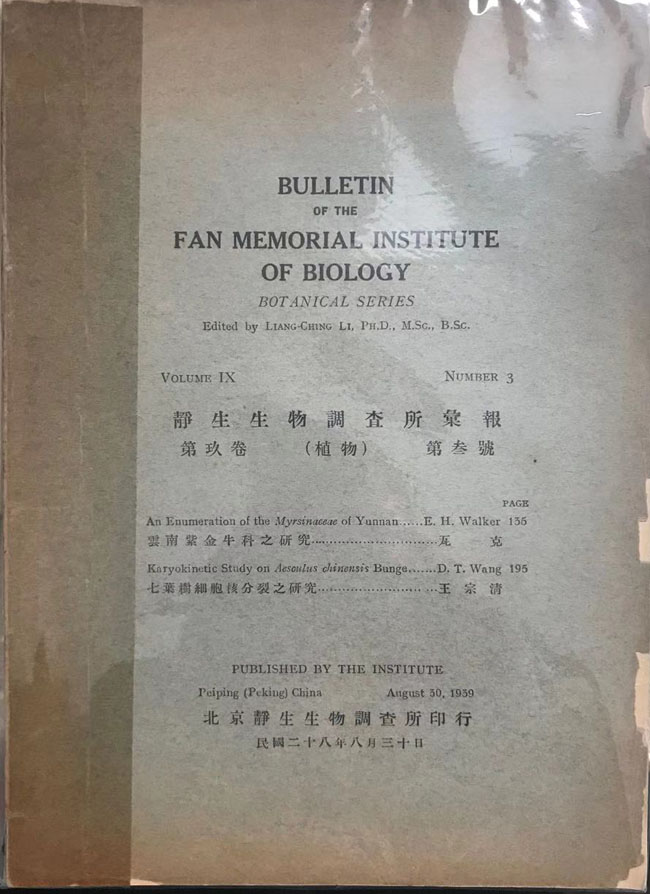 BULLETIN
OF THE
FAN MEMORIAL INSTITUTE
OF BIOLOGY
BOTANICAL SERIES
Edited by LIANG-CHING LI, PH.D., M.SC., B.SC.
VOLUME IX NUMBER 3
靜生生物調查所彙報
第玖卷 (植物) 第叁號
PAGE
An Enumeration of the Myrsinaceae of Yunnan......E. H. Walker 135
雲南紫金牛科之研究..............................瓦克
Karyokinetic Study on Aesculus chinensis Bunge.......D. T. Wang 195
七葉樹細胞核分裂之研究.............................王宗清
PUBLISHED BY THE INSTITUTE
Peiping (Peking) China August 30, 1939
北京靜生生物調查所印行
民國二十八年八月三十日